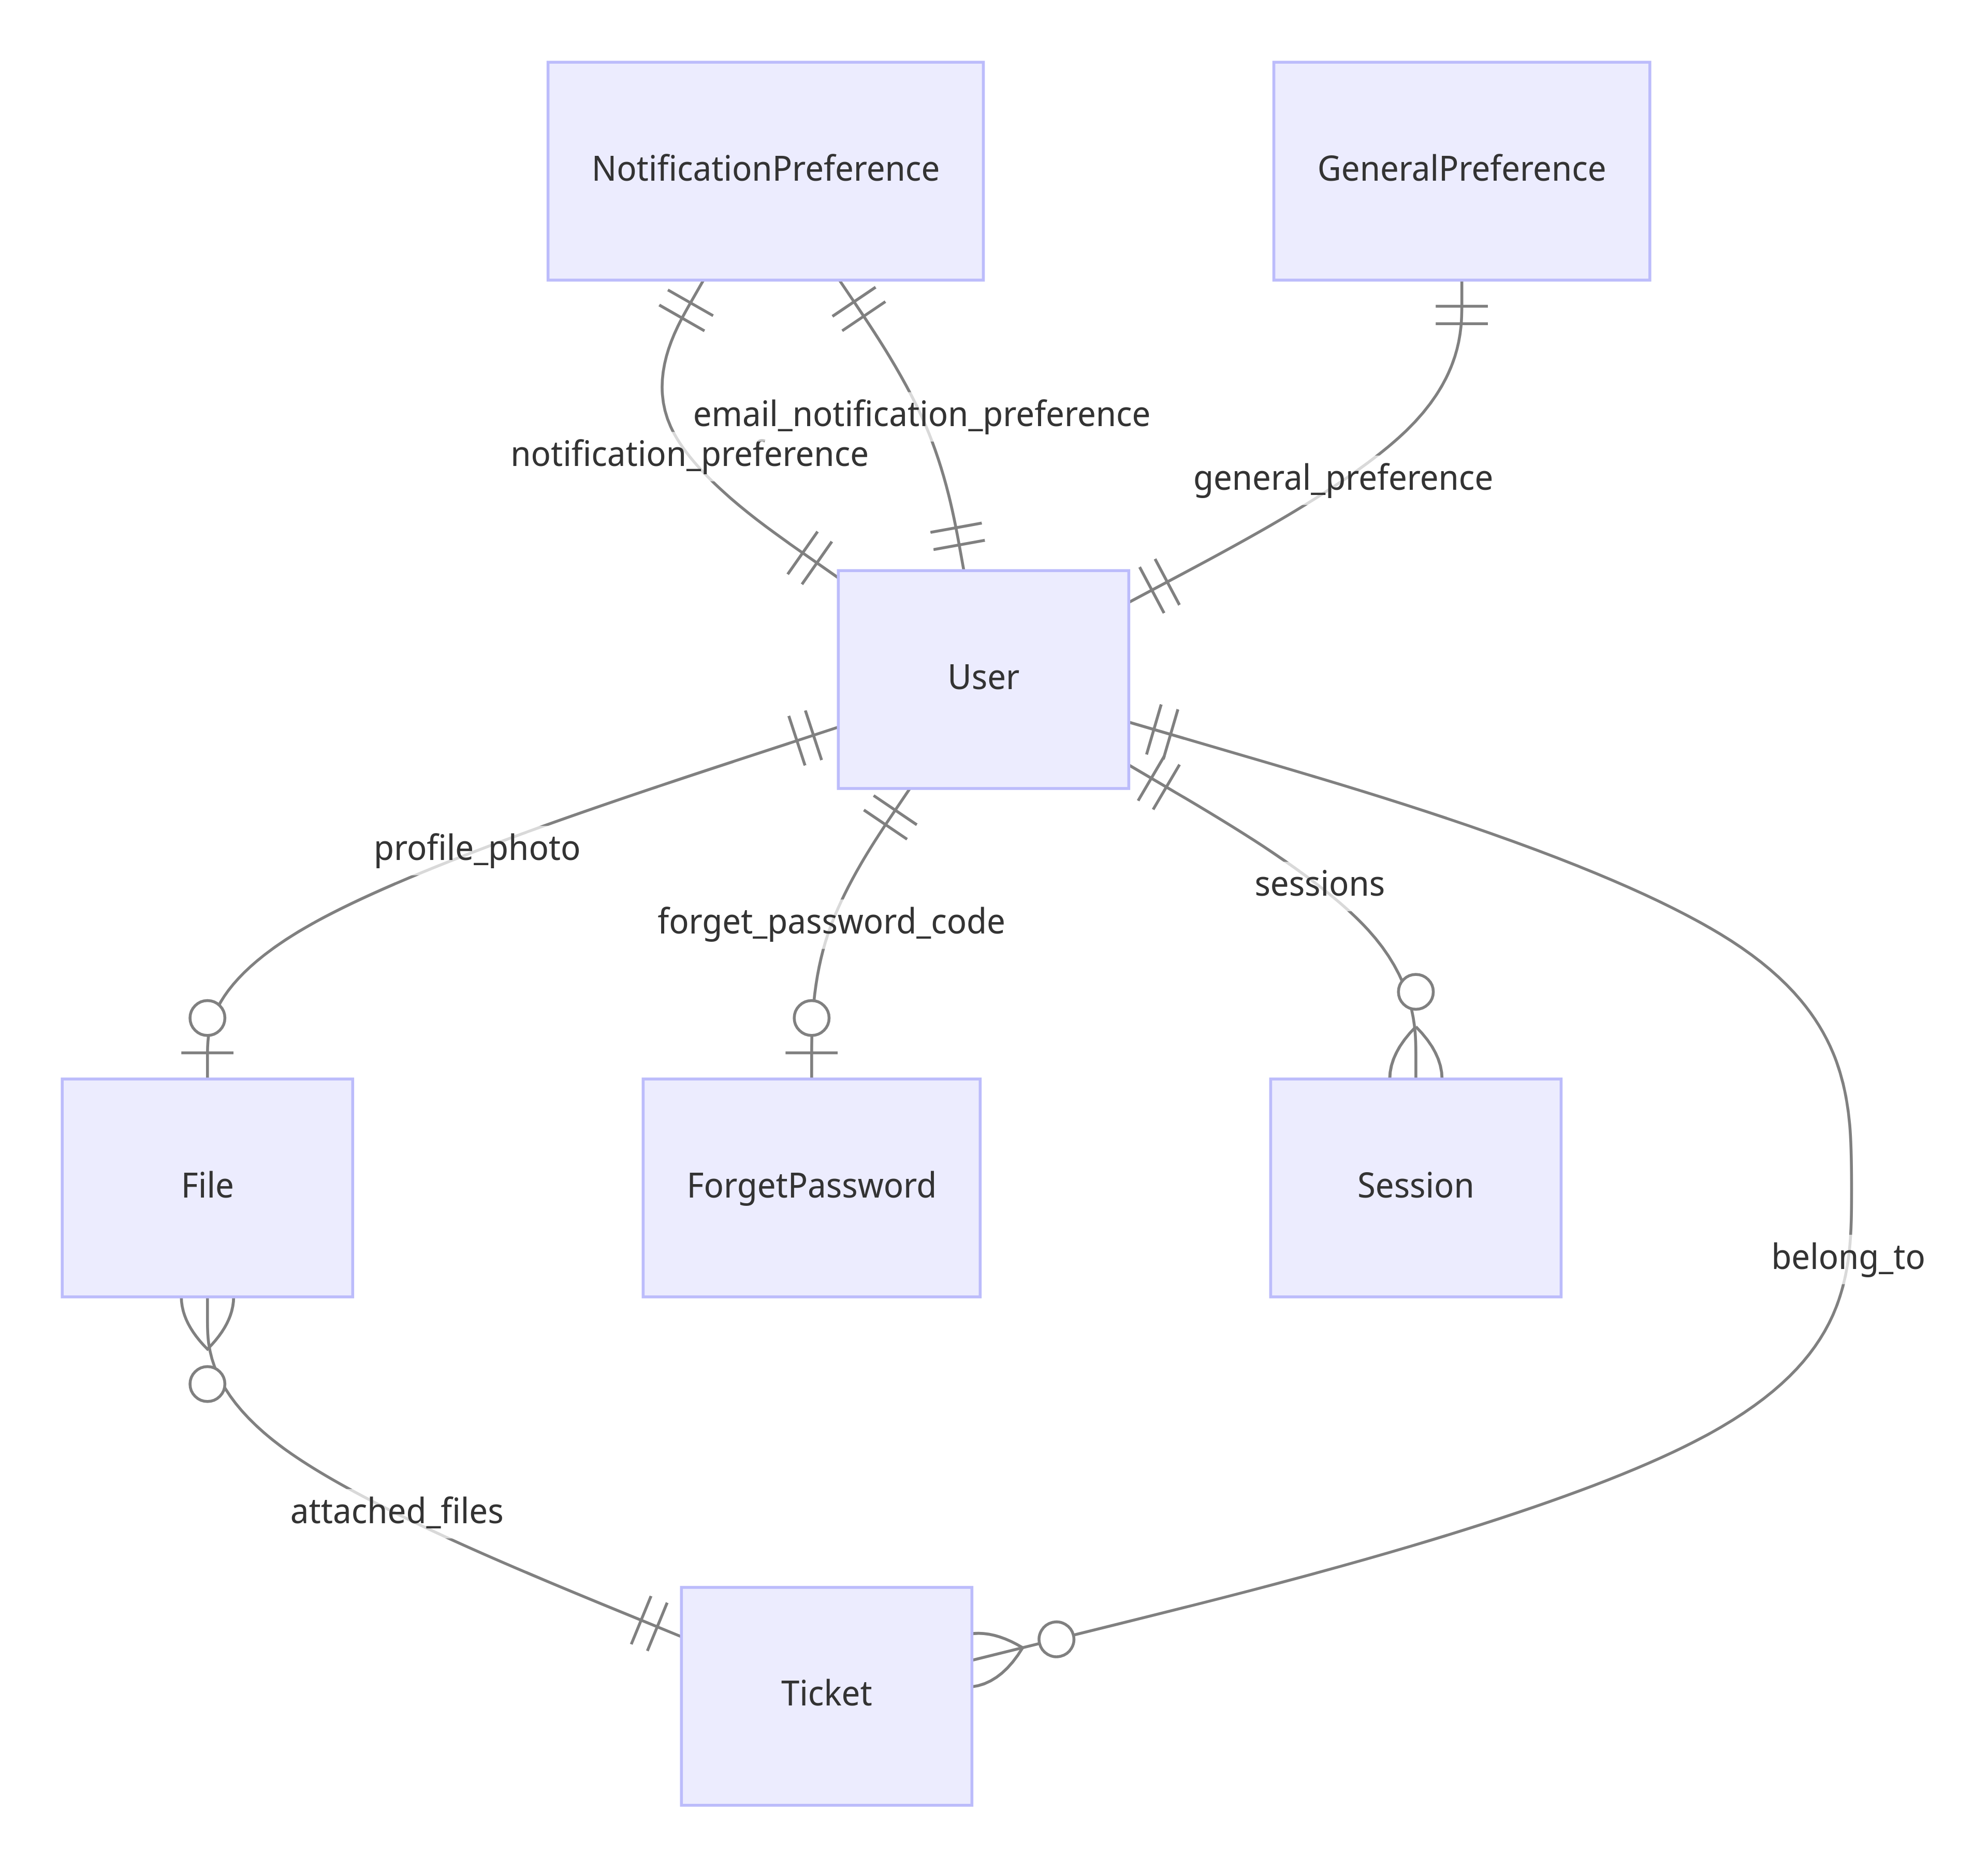 NotificationPreference
GeneralPreference
email_notification_preference
notification_preference
general_preference
User
profile_photo
sessions
forget_password_code
File
ForgetPassword
Session
belong_to
attached_files
Ticket